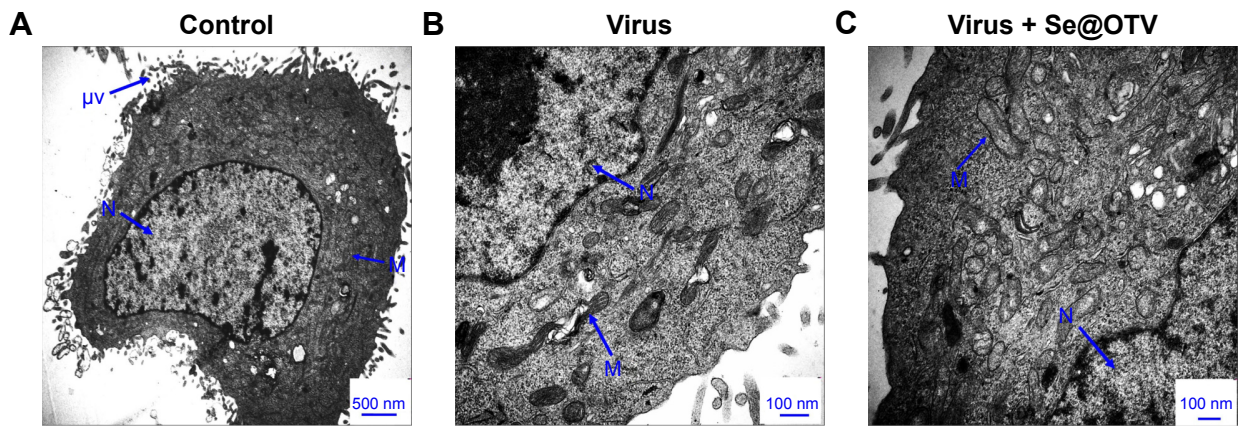 A Control
μv
N
M
500 nm
B Virus
N
M
100 nm
C Virus + Se@OTV
M
N
100 nm